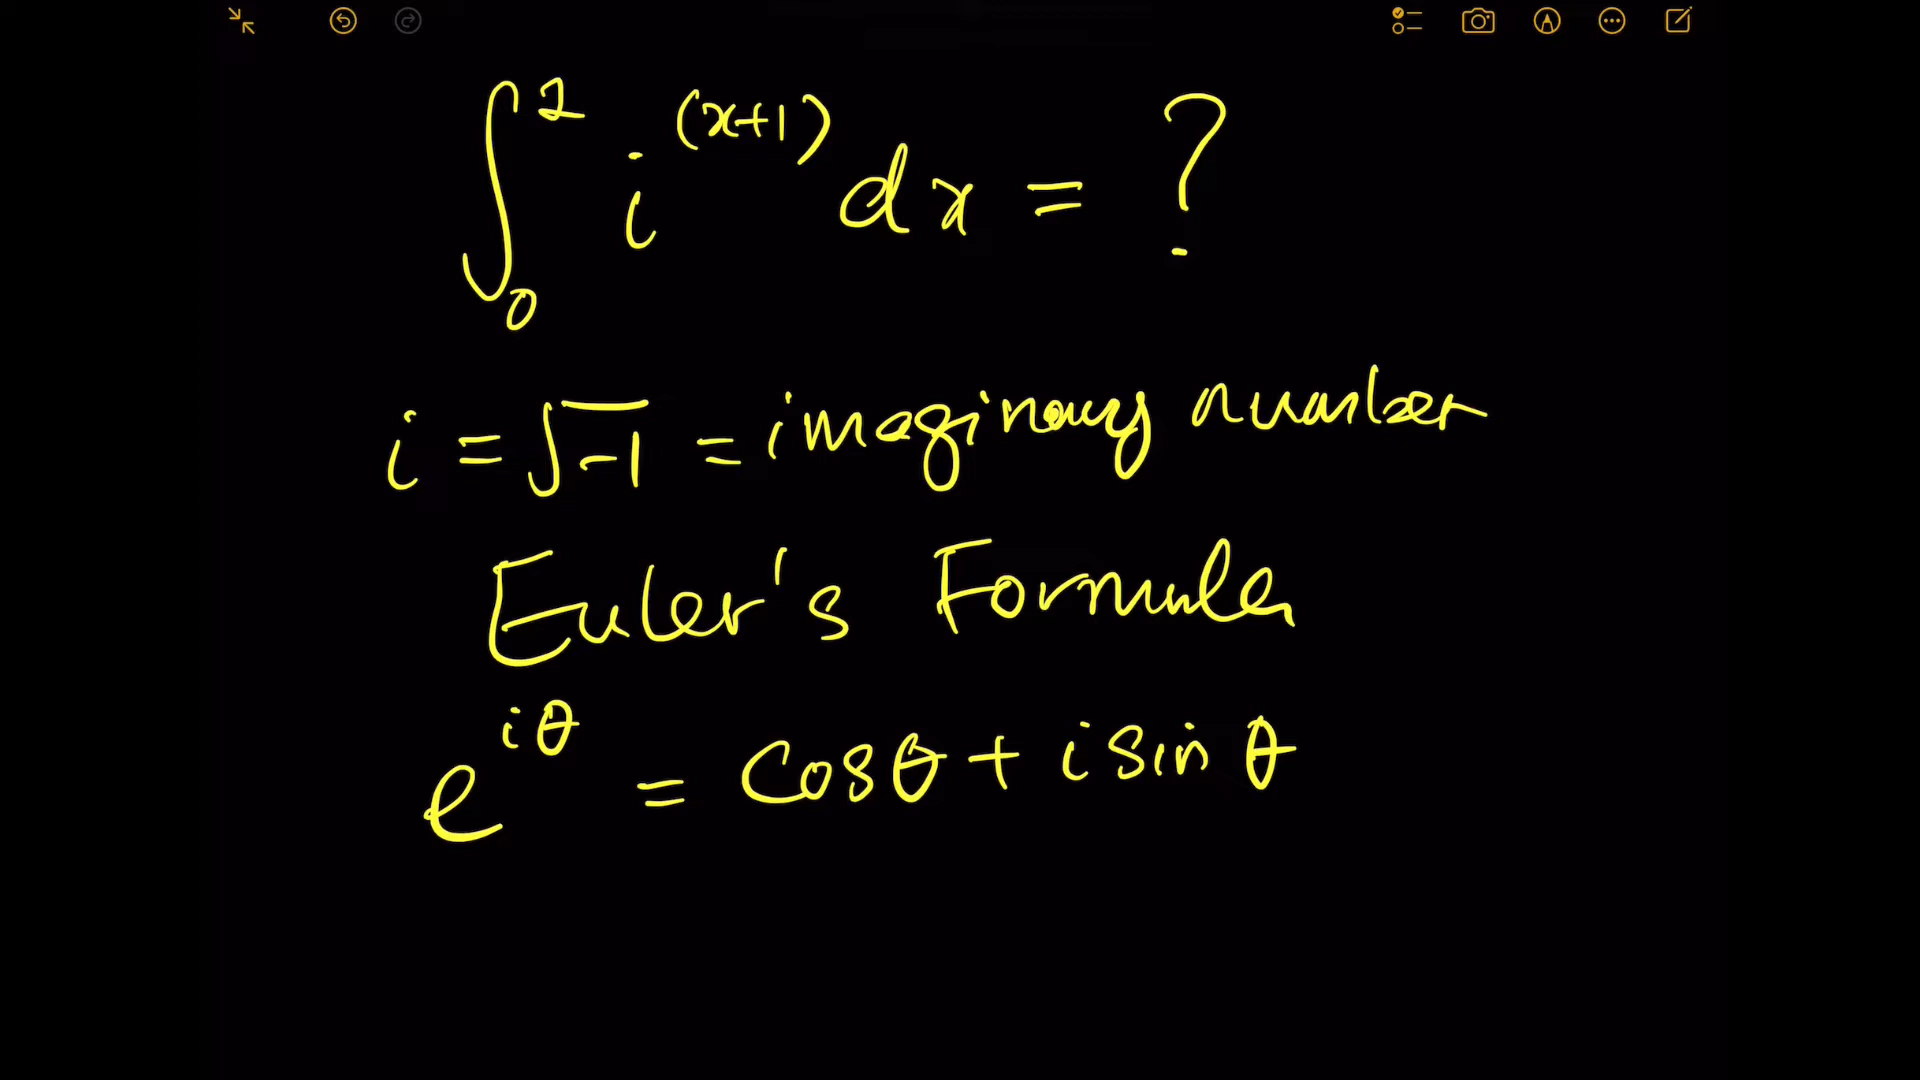 ∫₀² i^(x+1) dx = ?
i = √-1 = imaginary number
Euler's Formula
e^(iθ) = cosθ + i sin θ